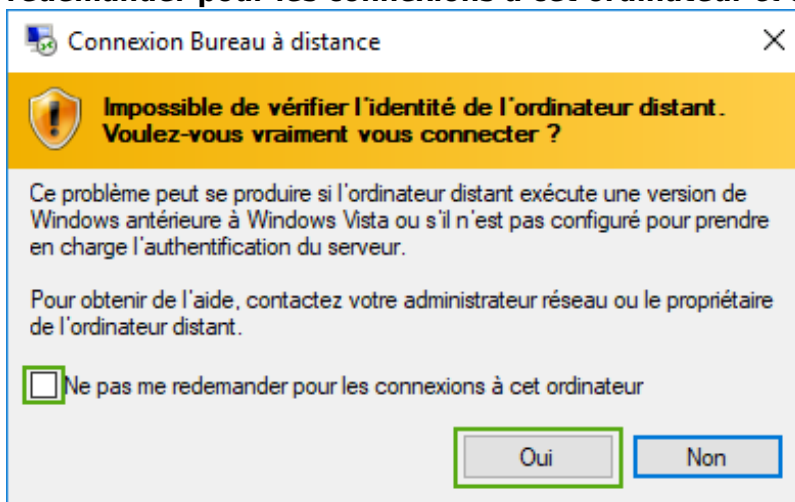 Connexion Bureau à distance
Impossible de vérifier l'identité de l'ordinateur distant.
Voulez-vous vraiment vous connecter ?
Ce problème peut se produire si l'ordinateur distant exécute une version de
Windows antérieure à Windows Vista ou s'il n'est pas configuré pour prendre
en charge l'authentification du serveur.
Pour obtenir de l'aide, contactez votre administrateur réseau ou le propriétaire
de l'ordinateur distant.
Ne pas me redemander pour les connexions à cet ordinateur
Oui Non